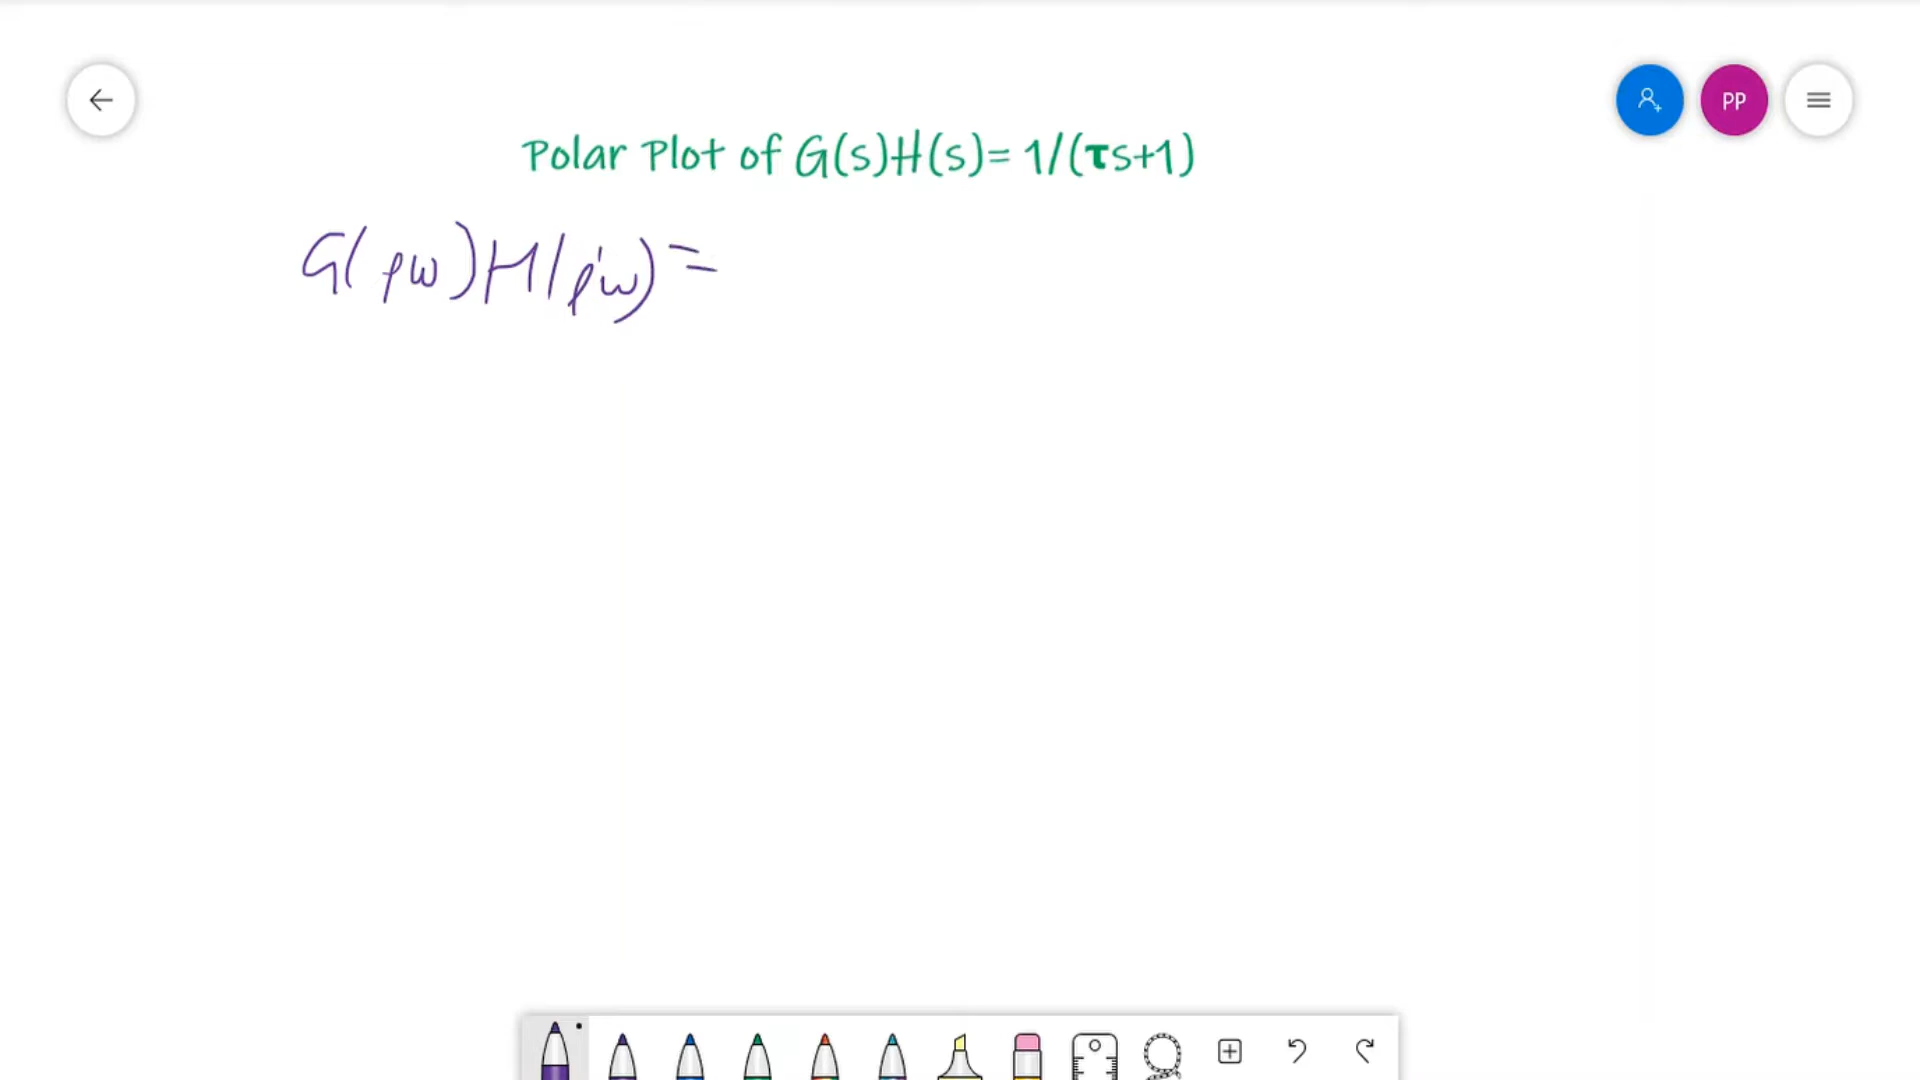 PP
Polar Plot of G(s)H(s)= 1/(τs+1)
G(jω)H(jω)=